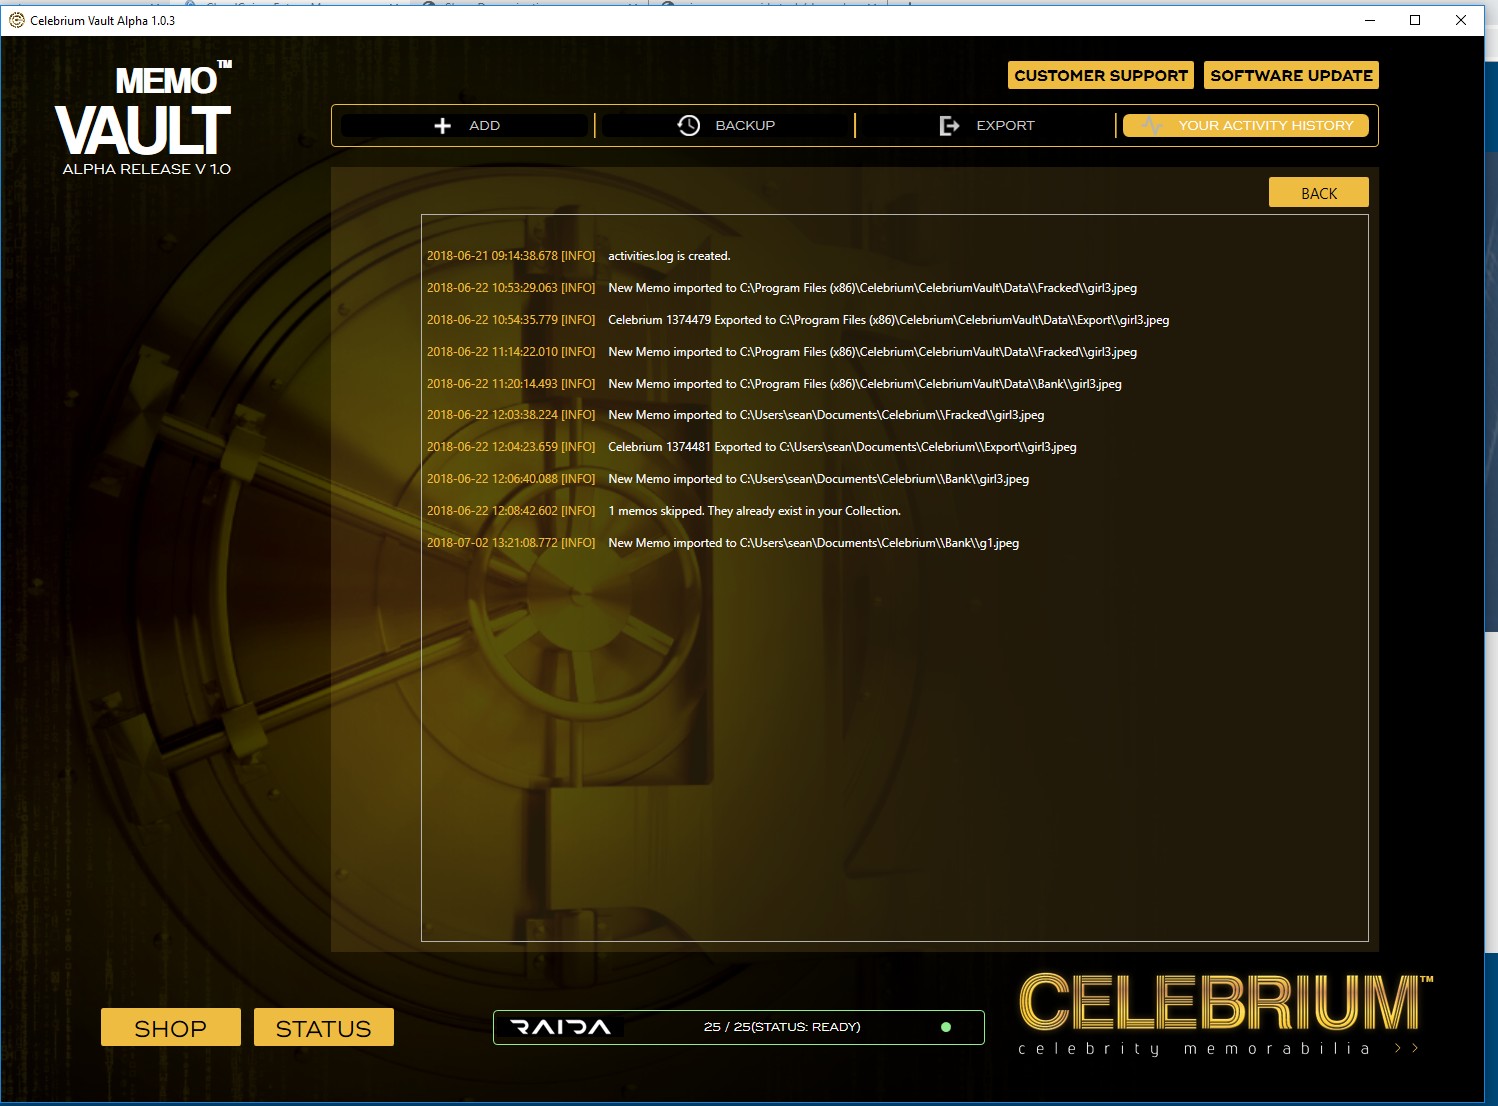 Celebrium Vault Alpha 1.0.3
MEMO™
VAULT
ALPHA RELEASE V 1.0
CUSTOMER SUPPORT
SOFTWARE UPDATE
ADD
BACKUP
EXPORT
YOUR ACTIVITY HISTORY
BACK
2018-06-21 09:14:38.678 [INFO] activities.log is created.
2018-06-22 10:53:29.063 [INFO] New Memo imported to C:\Program Files (x86)\Celebrium\CelebriumVault\Data\\Fracked\\girl3.jpeg
2018-06-22 10:54:35.779 [INFO] Celebrium 1374479 Exported to C:\Program Files (x86)\Celebrium\CelebriumVault\Data\\Export\\girl3.jpeg
2018-06-22 11:14:22.010 [INFO] New Memo imported to C:\Program Files (x86)\Celebrium\CelebriumVault\Data\\Fracked\\girl3.jpeg
2018-06-22 11:20:14.493 [INFO] New Memo imported to C:\Program Files (x86)\Celebrium\CelebriumVault\Data\\Bank\\girl3.jpeg
2018-06-22 12:03:38.224 [INFO] New Memo imported to C:\Users\sean\Documents\Celebrium\\Fracked\\girl3.jpeg
2018-06-22 12:04:23.659 [INFO] Celebrium 1374481 Exported to C:\Users\sean\Documents\Celebrium\\Export\\girl3.jpeg
2018-06-22 12:06:40.088 [INFO] New Memo imported to C:\Users\sean\Documents\Celebrium\\Bank\\girl3.jpeg
2018-06-22 12:08:42.602 [INFO] 1 memos skipped. They already exist in your Collection.
2018-07-02 13:21:08.772 [INFO] New Memo imported to C:\Users\sean\Documents\Celebrium\\Bank\\g1.jpeg
SHOP
STATUS
RAIDA
25 / 25(STATUS: READY)
CELEBRIUM™
celebrity memorabilia >>